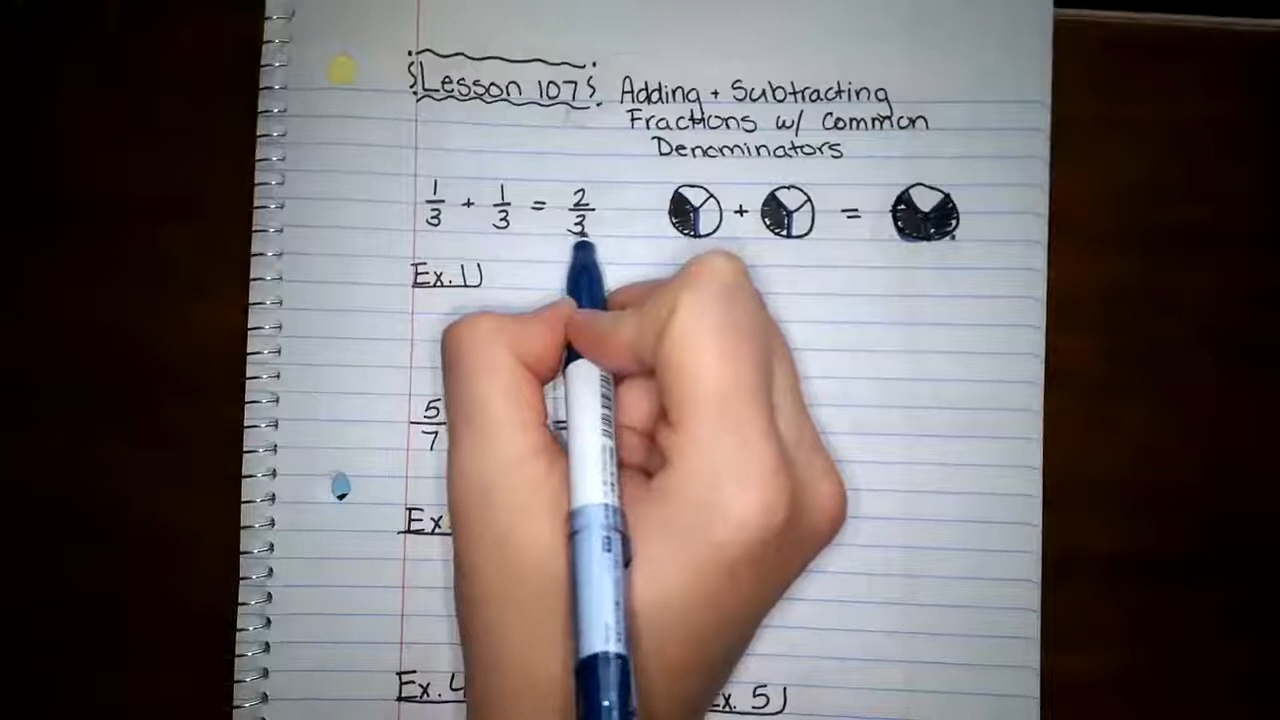 Lesson 107 Adding + Subtracting
Fractions w/ Common
Denominators
1/3 + 1/3 = 2/3 + =
Ex. 1)
5/7 =
Ex.
Ex. 4 Ex. 5)